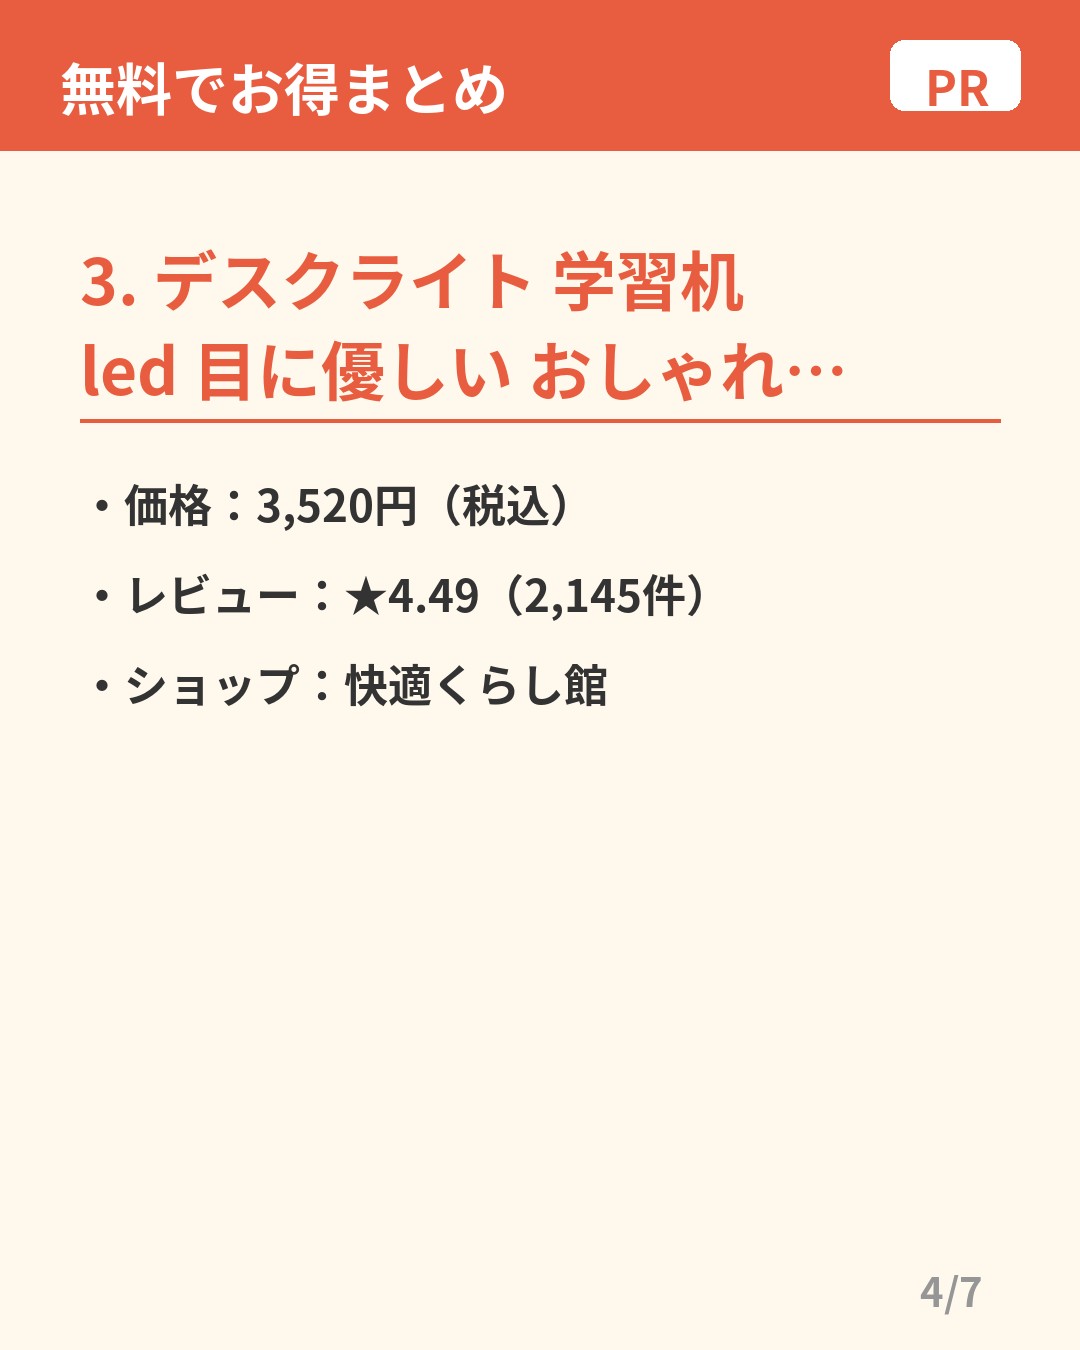 無料でお得まとめ
PR
3. デスクライト 学習机
led 目に優しい おしゃれ…
・価格：3,520円（税込）
・レビュー：★4.49（2,145件）
・ショップ：快適くらし館
4/7